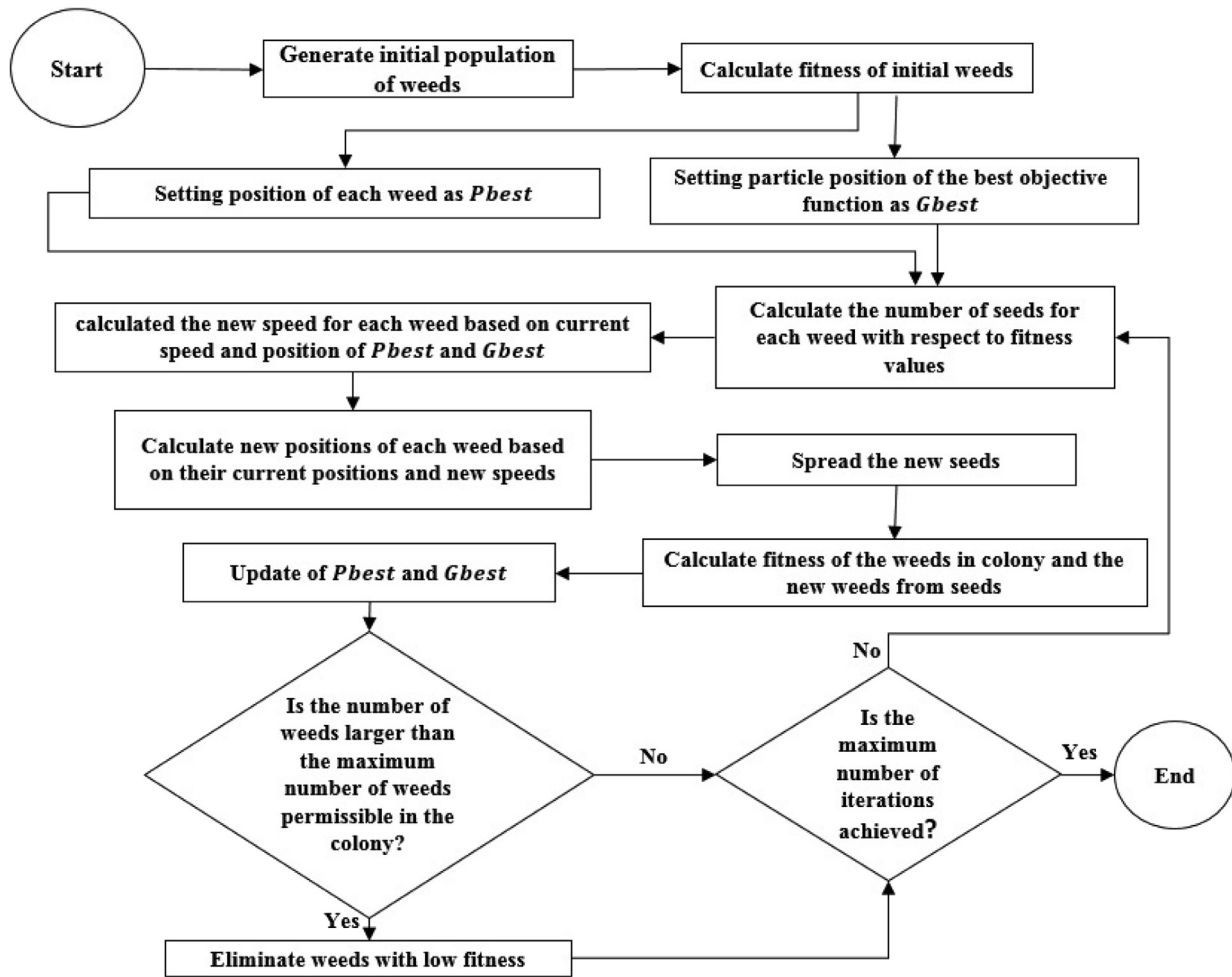 Start
Generate initial population
of weeds
Calculate fitness of initial weeds
Setting position of each weed as Pbest
Setting particle position of the best objective
function as Gbest
calculated the new speed for each weed based on current
speed and position of Pbest and Gbest
Calculate the number of seeds for
each weed with respect to fitness
values
Calculate new positions of each weed based
on their current positions and new speeds
Spread the new seeds
Update of Pbest and Gbest
Calculate fitness of the weeds in colony and the
new weeds from seeds
Is the number of
weeds larger than
the maximum
number of weeds
permissible in the
colony?
No
No
Is the
maximum
number of
iterations
achieved?
Yes
End
Yes
Eliminate weeds with low fitness